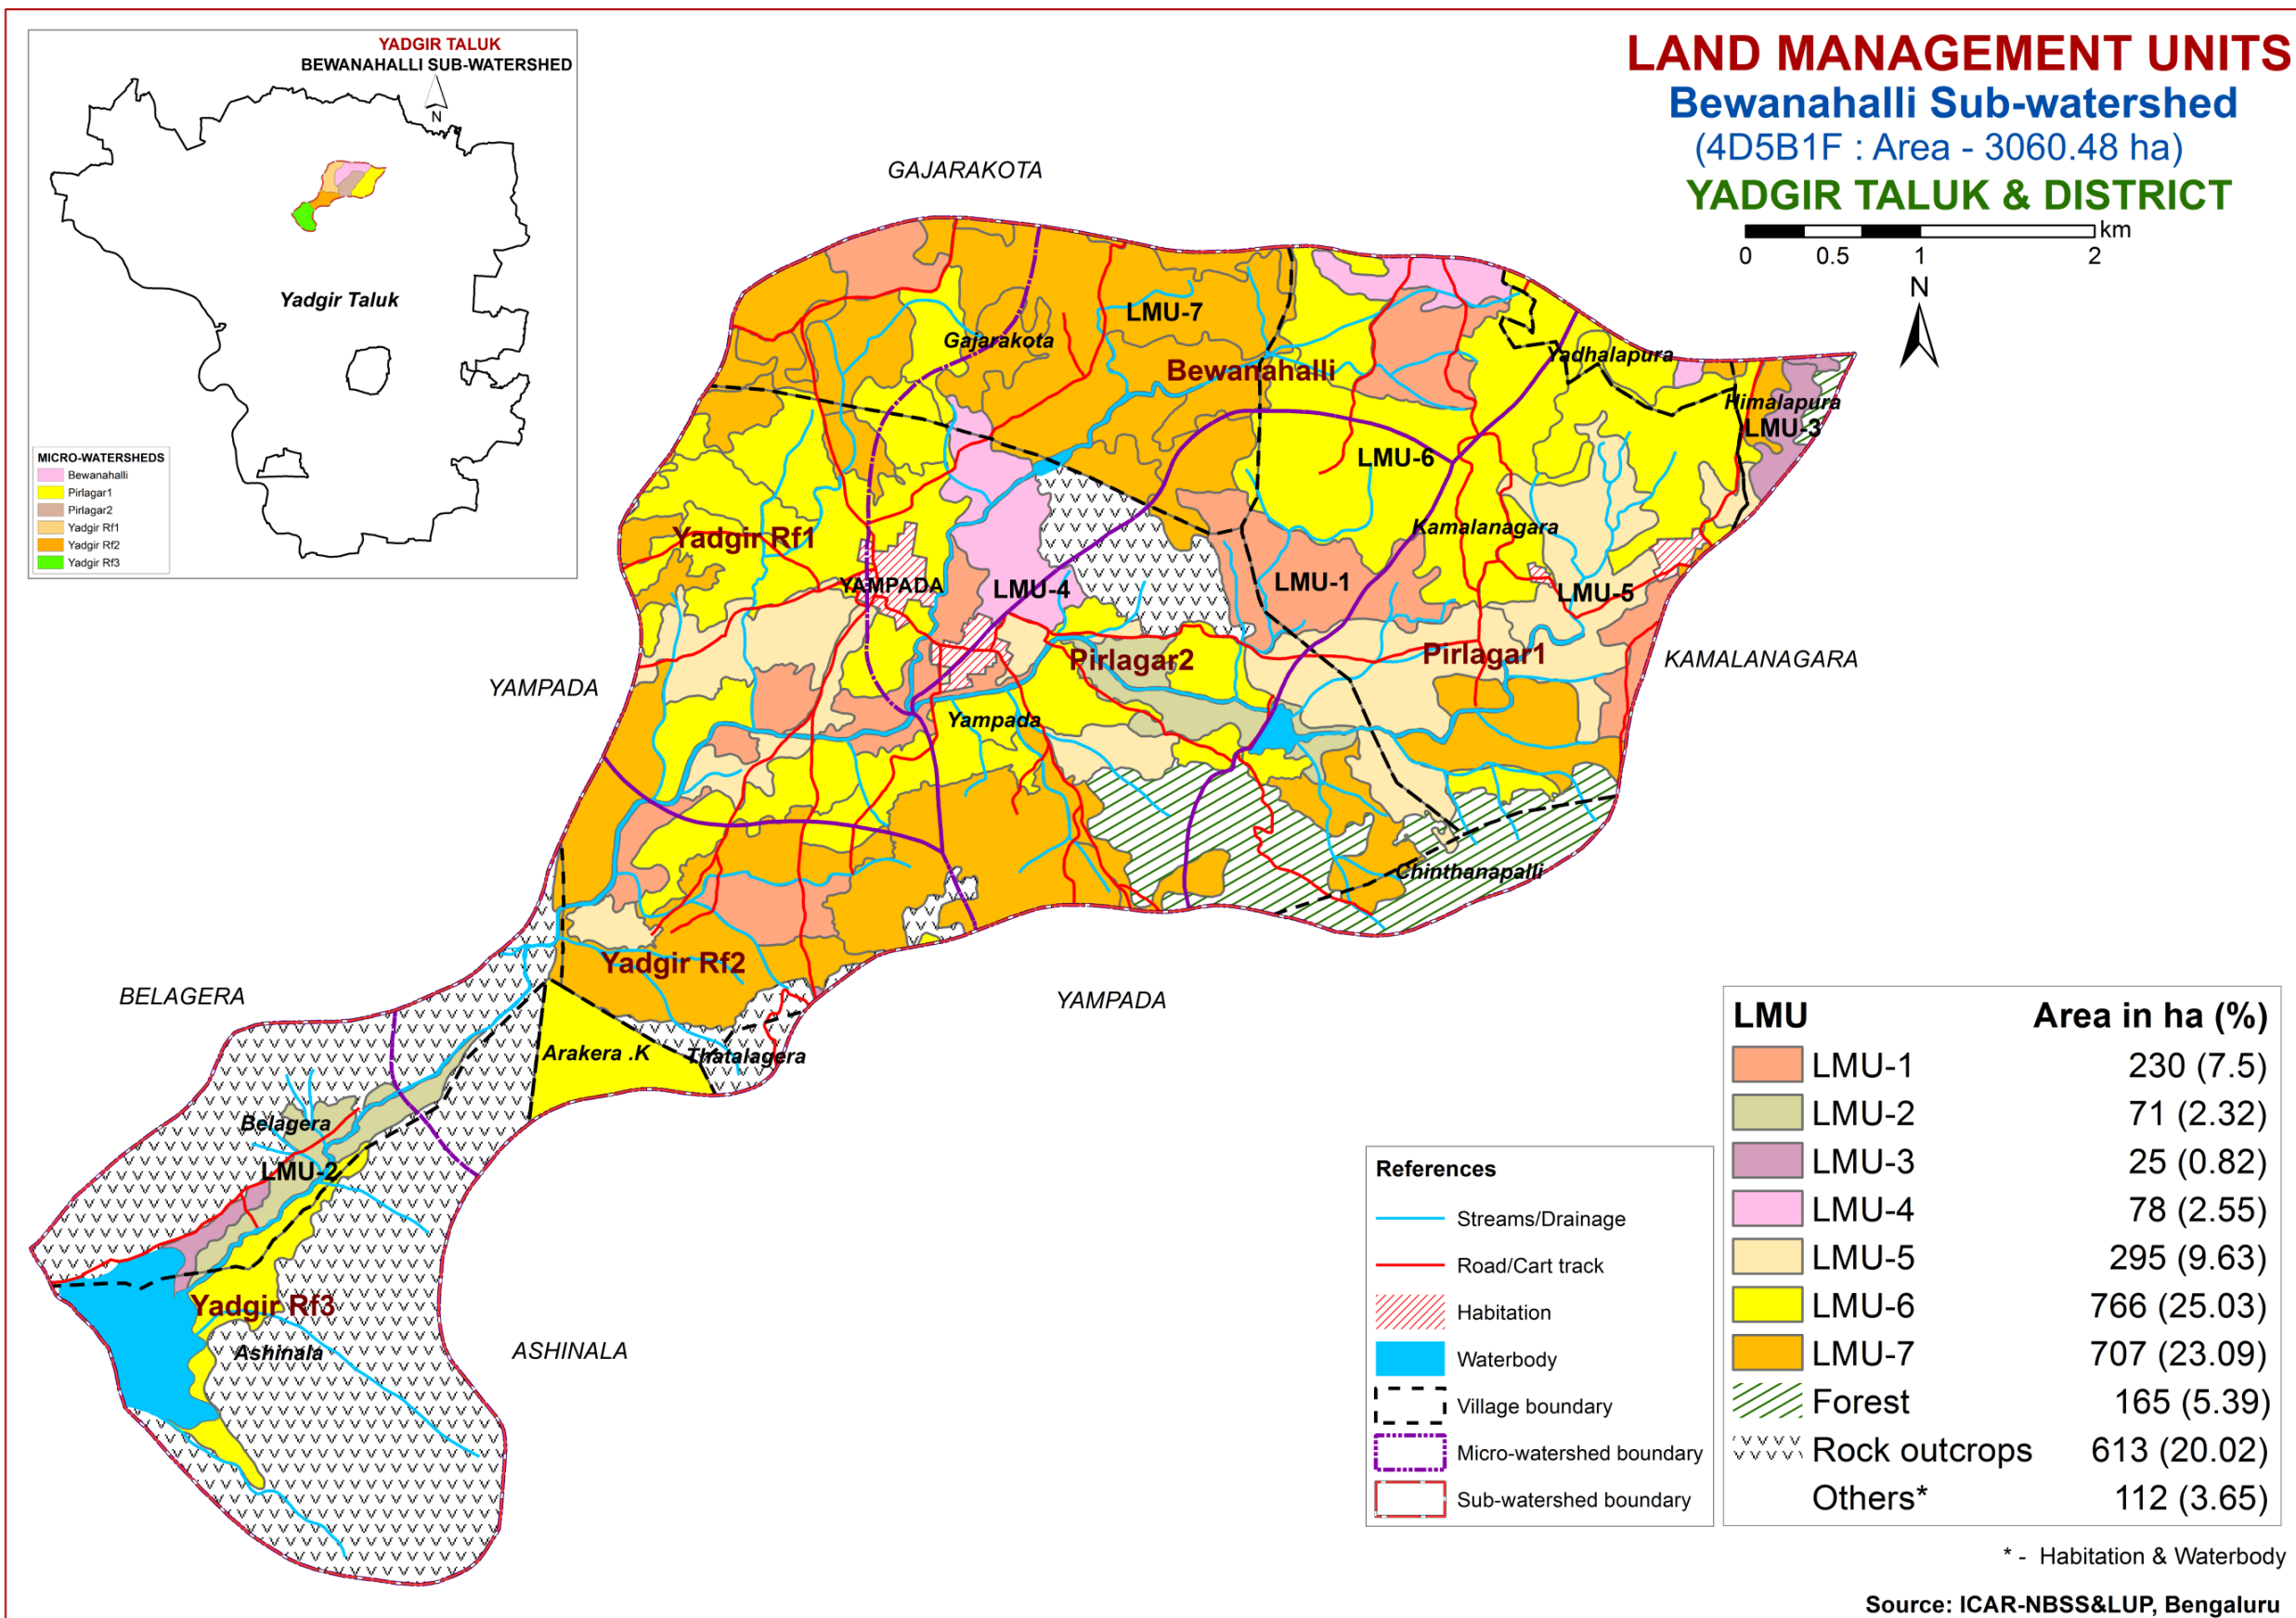 YADGIR TALUK
BEWANAHALLI SUB-WATERSHED
N
Yadgir Taluk
MICRO-WATERSHEDS
Bewanahalli
Pirlagar1
Pirlagar2
Yadgir Rf1
Yadgir Rf2
Yadgir Rf3
LAND MANAGEMENT UNITS
Bewanahalli Sub-watershed
(4D5B1F : Area - 3060.48 ha)
YADGIR TALUK & DISTRICT
km
0 0.5 1 2
N
GAJARAKOTA
LMU-7
Gajarakota
Bewanahalli
Yadhalapura
Himalapura
LMU-3
LMU-6
Kamalanagara
Yadgir Rf1
YAMPADA
LMU-4
LMU-1
LMU-5
Pirlagar2
Pirlagar1
KAMALANAGARA
YAMPADA
Yampada
Chinthanapalli
Yadgir Rf2
BELAGERA
YAMPADA
Arakera .K
Thatalagera
Belagera
LMU-2
Yadgir Rf3
Ashinala
ASHINALA
References
Streams/Drainage
Road/Cart track
Habitation
Waterbody
Village boundary
Micro-watershed boundary
Sub-watershed boundary
LMU Area in ha (%)
LMU-1 230 (7.5)
LMU-2 71 (2.32)
LMU-3 25 (0.82)
LMU-4 78 (2.55)
LMU-5 295 (9.63)
LMU-6 766 (25.03)
LMU-7 707 (23.09)
Forest 165 (5.39)
Rock outcrops 613 (20.02)
Others* 112 (3.65)
* - Habitation & Waterbody
Source: ICAR-NBSS&LUP, Bengaluru